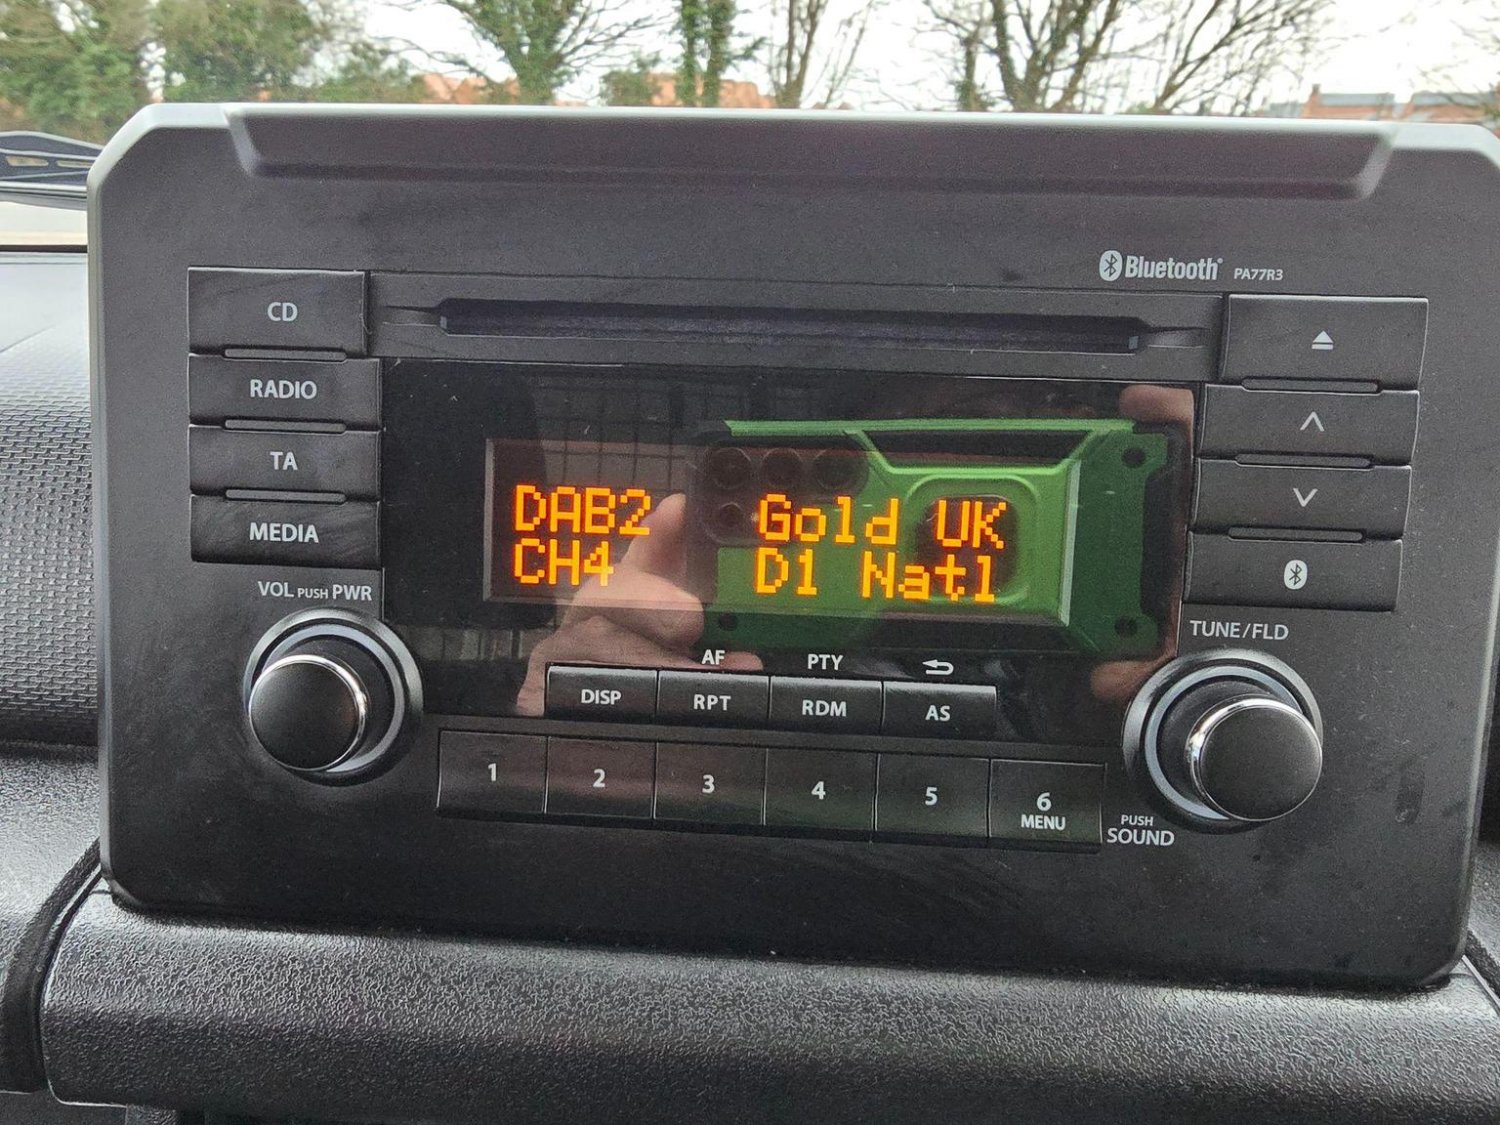 Bluetooth® PA77R3
CD
RADIO
TA
MEDIA
DAB2 Gold UK
CH4 D1 Natl
VOL PUSH PWR
TUNE/FLD
AF PTY
DISP RPT RDM AS
1 2 3 4 5 6
MENU
PUSH
SOUND